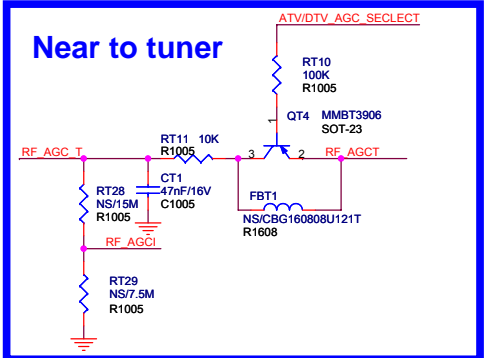 ATV/DTV_AGC_SECLECT
Near to tuner
RT10
100K
R1005
1
QT4
MMBT3906
SOT-23
RT11 10K
R1005
RF_AGC_T
3
2
RF_AGCT
CT1
47nF/16V
C1005
RT28
NS/15M
R1005
FBT1
NS/CBG160808U121T
R1608
RF_AGCI
RT29
NS/7.5M
R1005